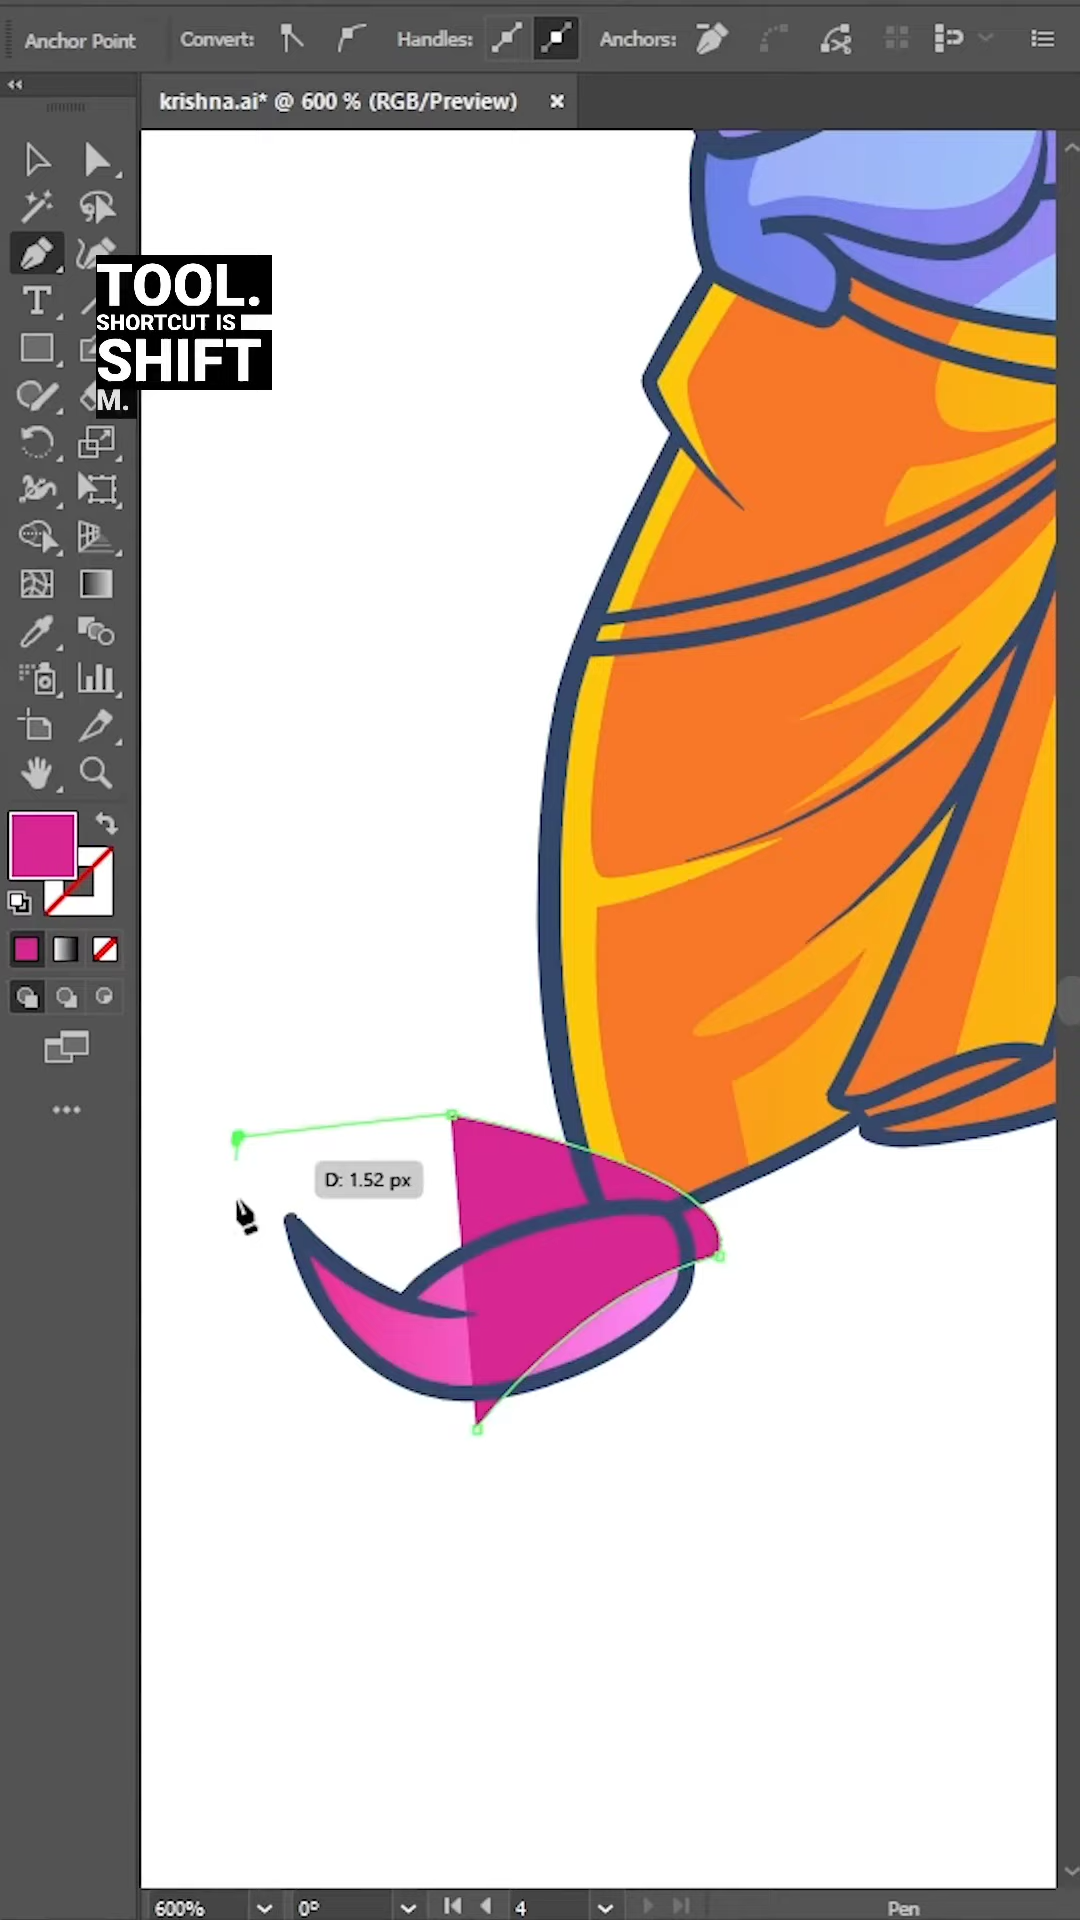 Anchor Point Convert: Handles: Anchors:
krishna.ai* @ 600 % (RGB/Preview) ×
TOOL.
SHORTCUT IS
SHIFT
M.
D: 1.52 px
600% 0° 4 Pen